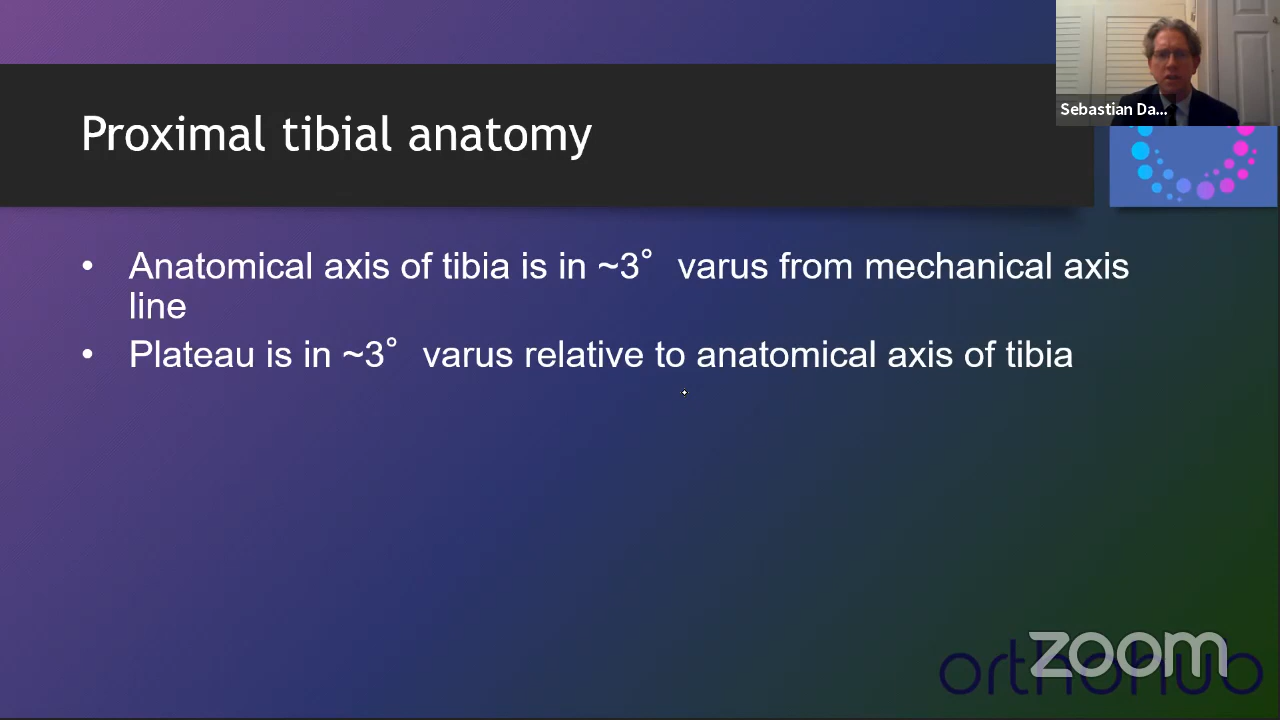 Proximal tibial anatomy
Sebastian Da...
• Anatomical axis of tibia is in ~3° varus from mechanical axis
line
• Plateau is in ~3° varus relative to anatomical axis of tibia
zoom
orthohub